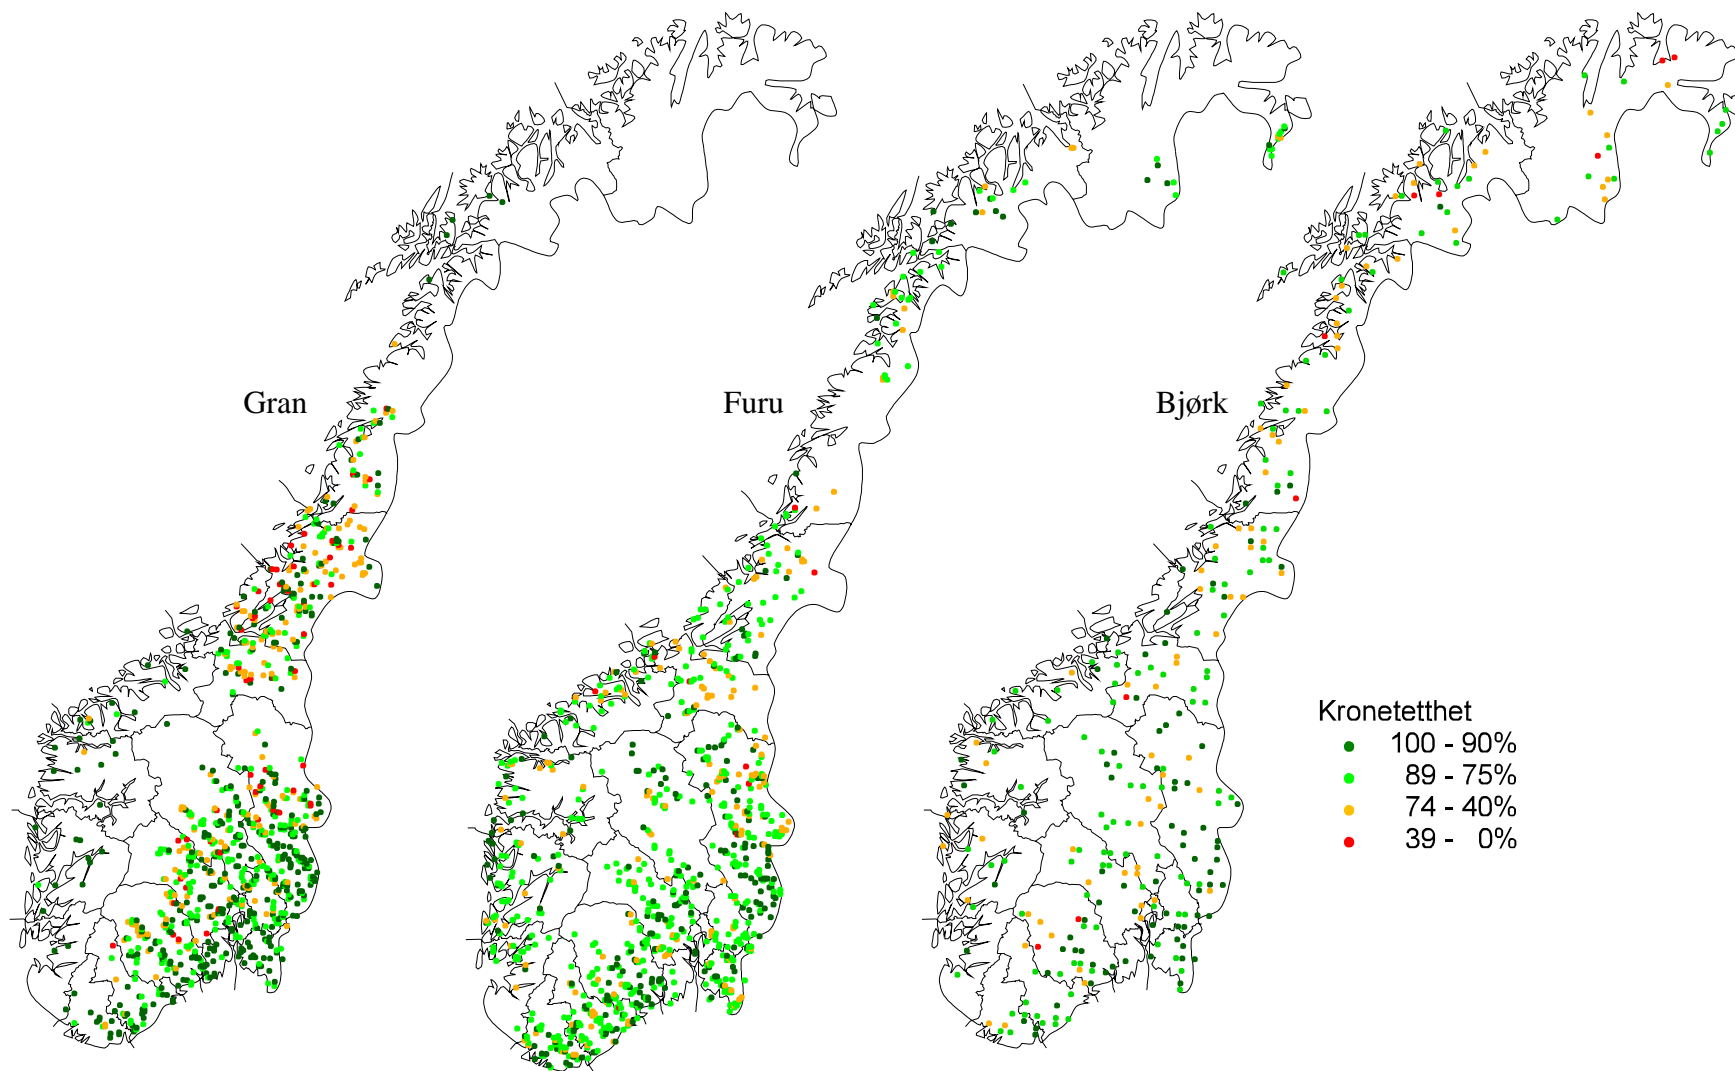 Gran
Furu
Bjørk
Kronetetthet
100 - 90%
89 - 75%
74 - 40%
39 - 0%